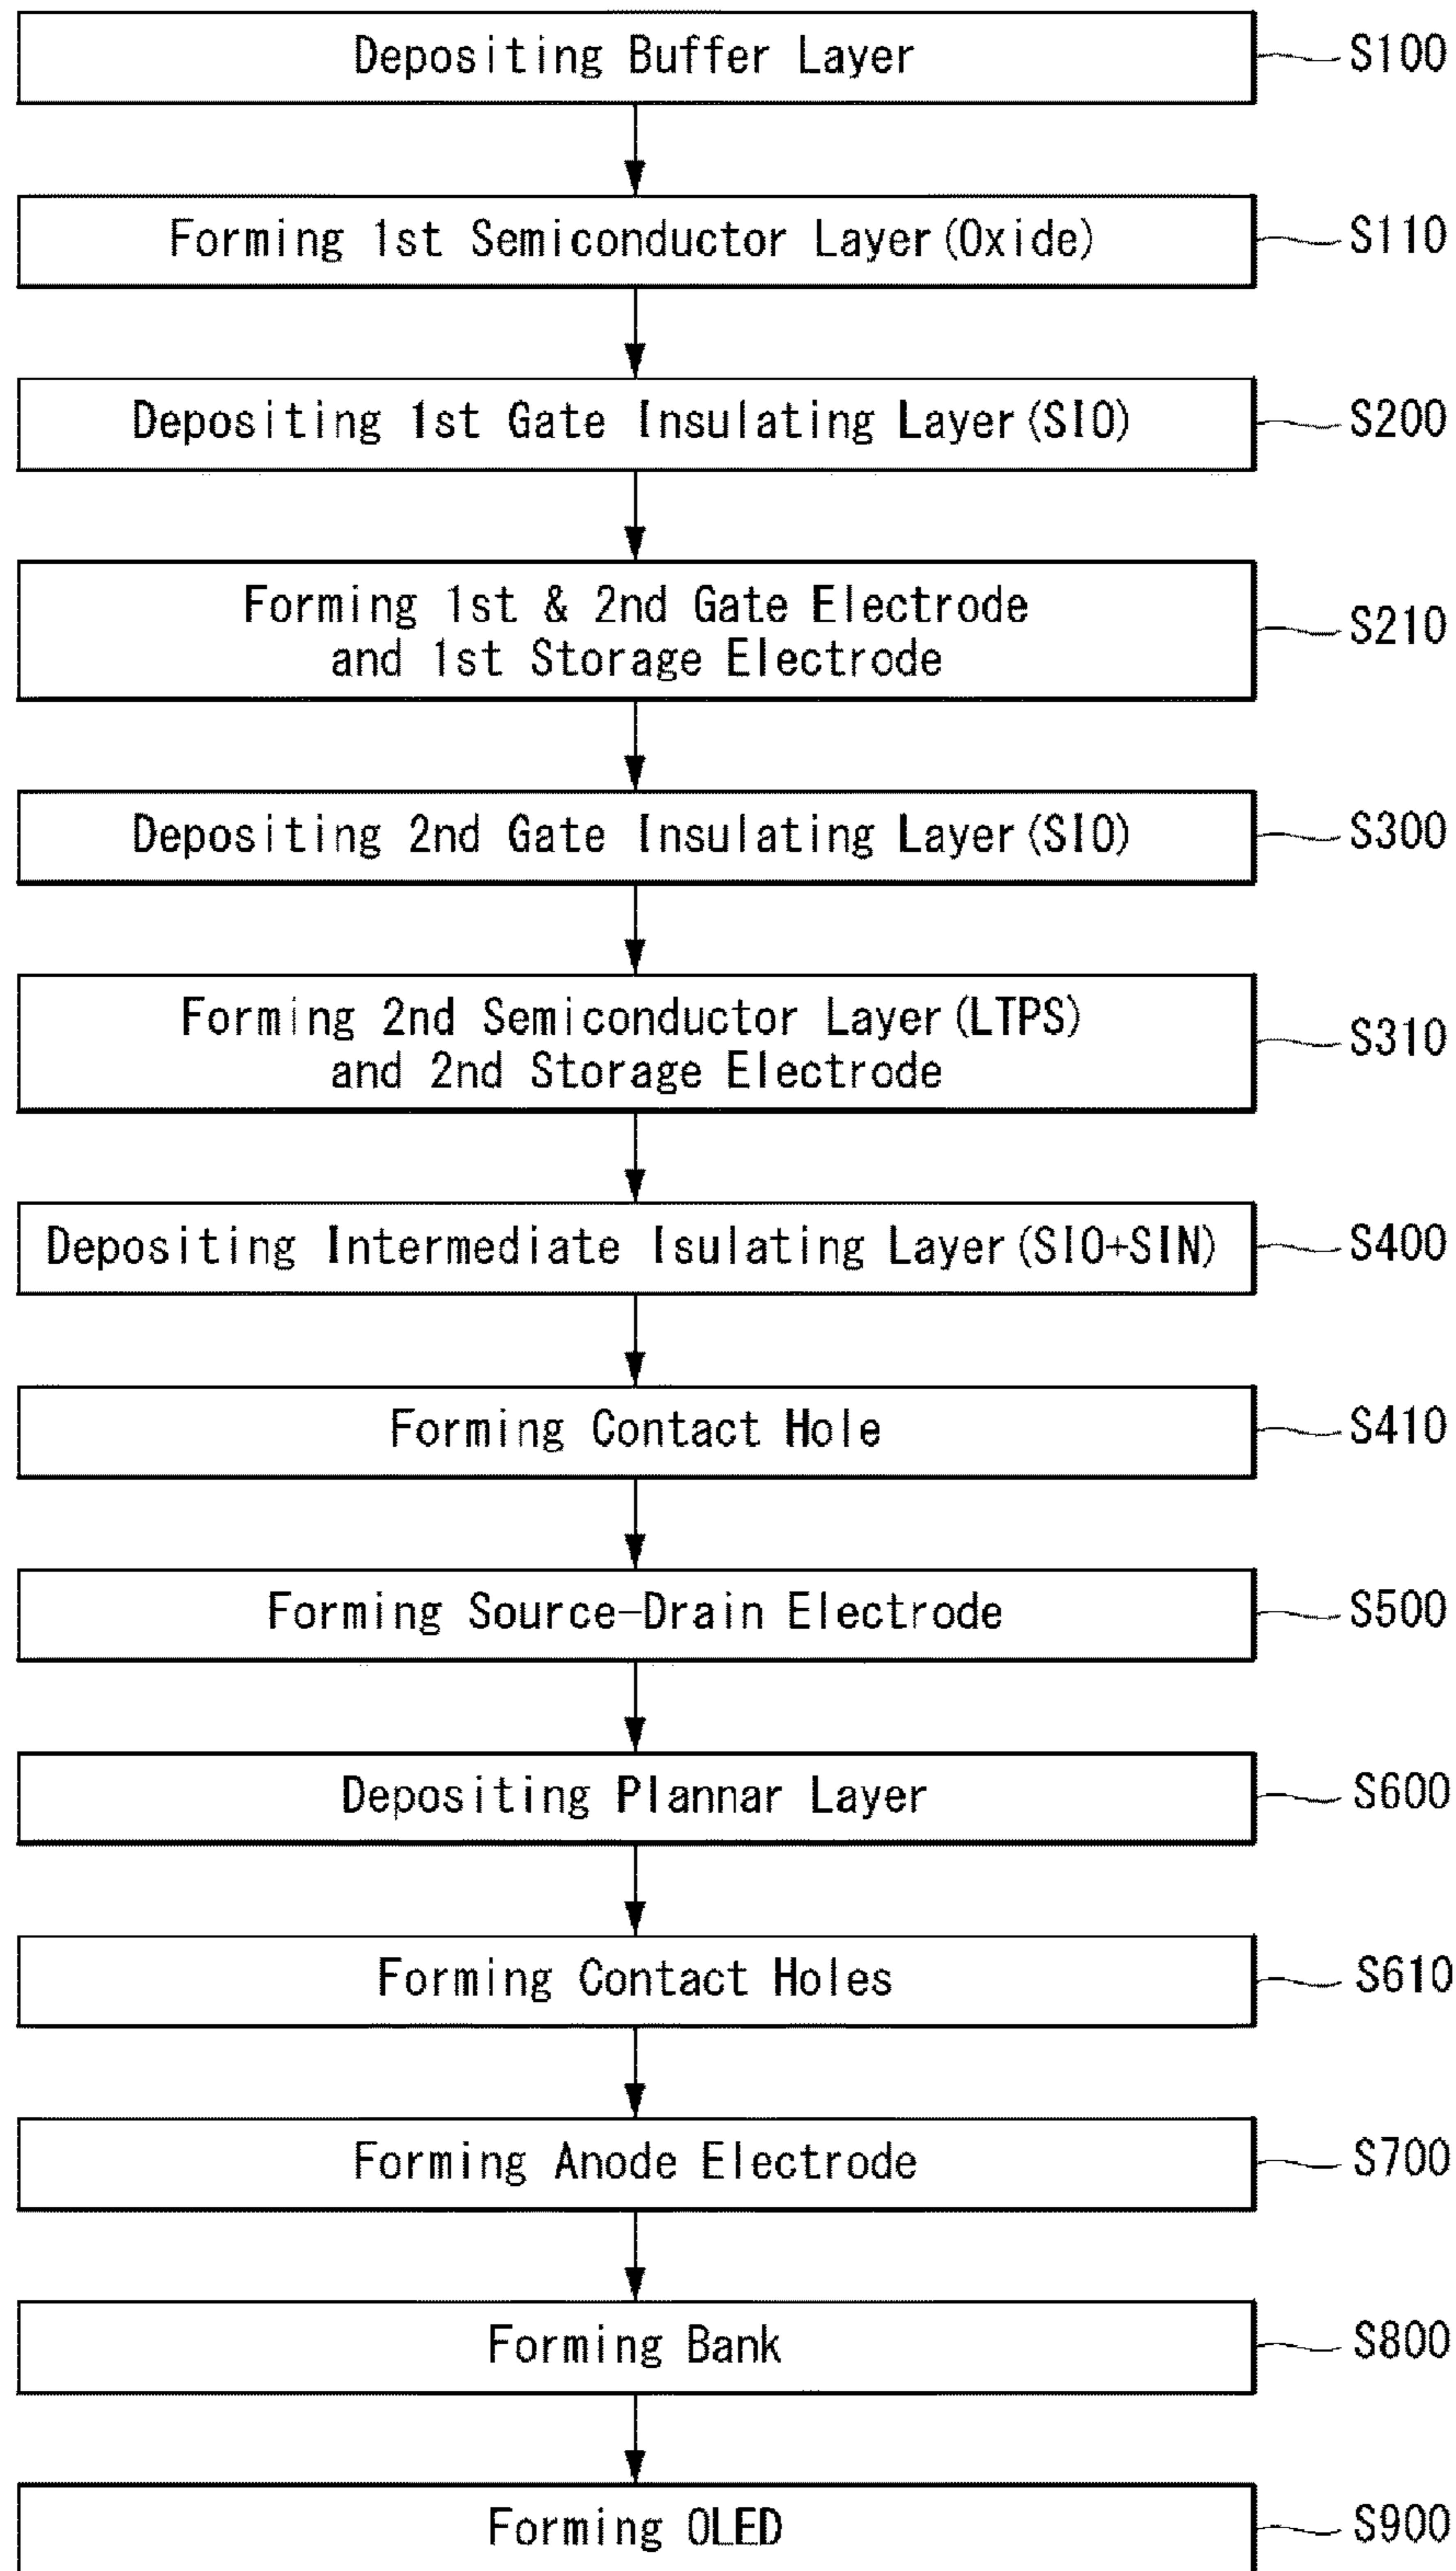 Depositing Buffer Layer
S100
Forming 1st Semiconductor Layer(Oxide)
S110
Depositing 1st Gate Insulating Layer(SIO)
S200
Forming 1st & 2nd Gate Electrode
and 1st Storage Electrode
S210
Depositing 2nd Gate Insulating Layer(SIO)
S300
Forming 2nd Semiconductor Layer(LTPS)
and 2nd Storage Electrode
S310
Depositing Intermediate Isulating Layer(SIO+SIN)
S400
Forming Contact Hole
S410
Forming Source-Drain Electrode
S500
Depositing Plannar Layer
S600
Forming Contact Holes
S610
Forming Anode Electrode
S700
Forming Bank
S800
Forming OLED
S900